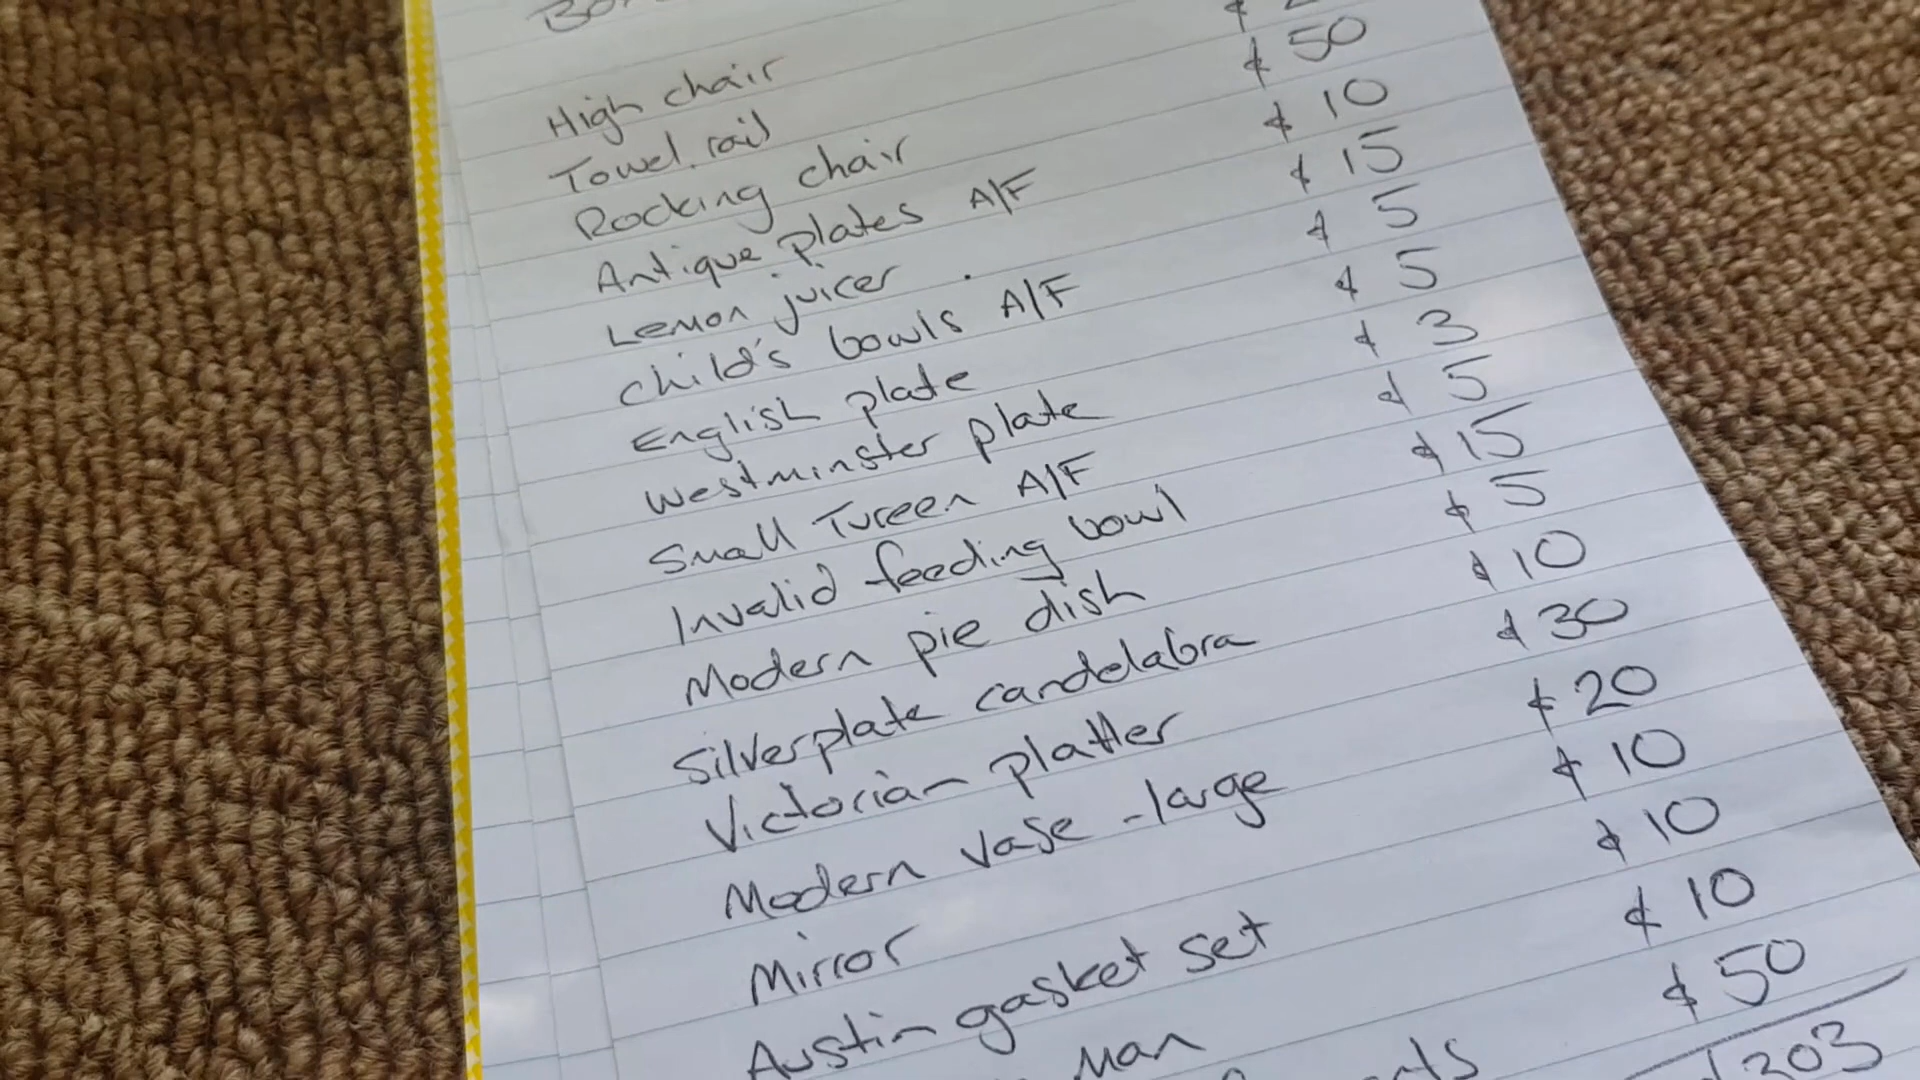 High chair
Towel rail
Rocking chair $ 50
Antique plates A/F $ 10
Lemon juicer $ 15
Child's bowls A/F $ 5
English plate $ 5
Westminster plate $ 3
Small Tureen A/F $ 5
Invalid feeding bowl $ 15
Modern pie dish $ 5
Silverplate candelabra $ 10
Victorian platter $ 30
Modern vase - large $ 20
Mirror $ 10
Austin gasket set $ 10
Man $ 10
$ 50